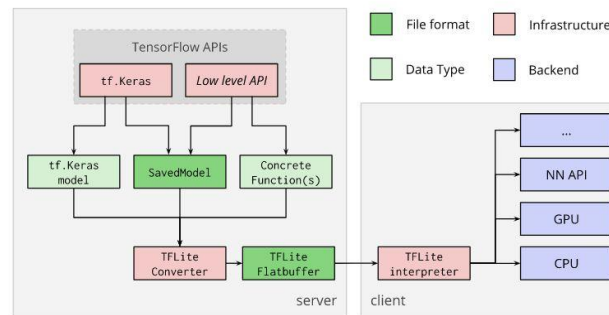 TensorFlow APIs
tf.Keras
Low level API
tf.Keras
model
SavedModel
Concrete
Function(s)
TFLite
Converter
TFLite
Flatbuffer
server
File format
Infrastructure
Data Type
Backend
TFLite
interpreter
...
NN API
GPU
CPU
client